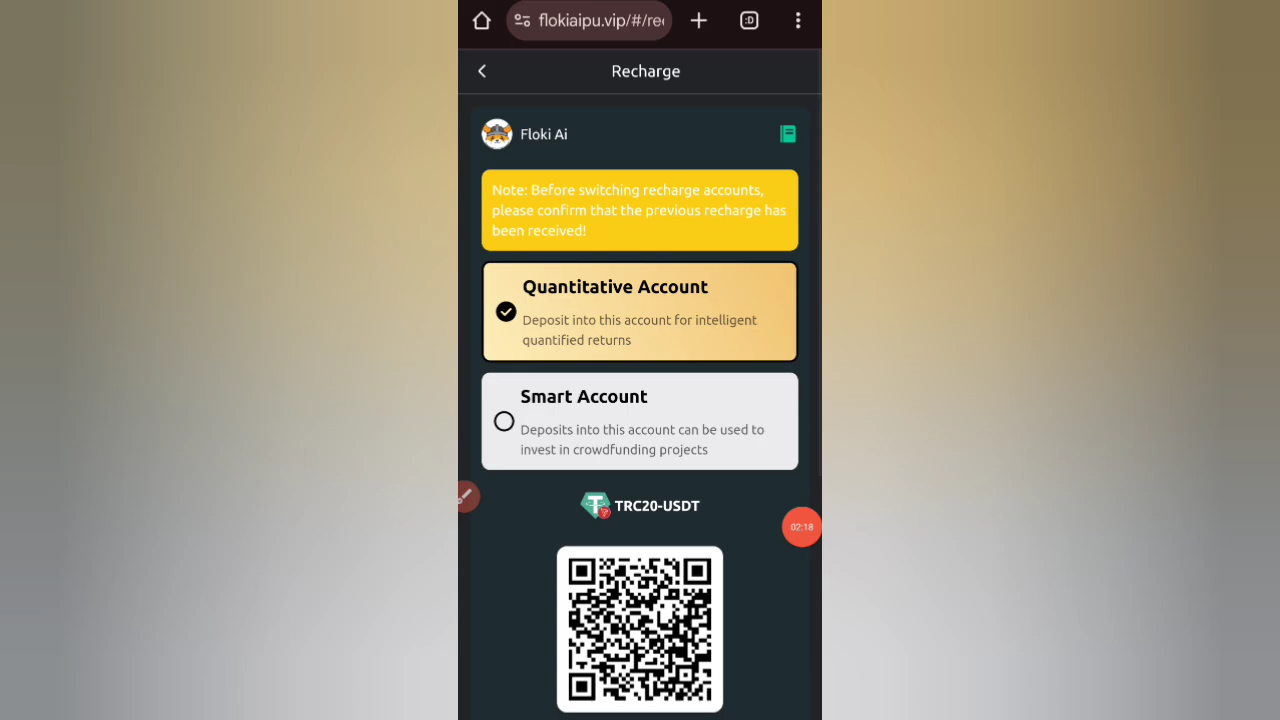 flokiaipu.vip/#/re
:D
Recharge
Floki Ai
Note: Before switching recharge accounts,
please confirm that the previous recharge has
been received!
Quantitative Account
Deposit into this account for intelligent
quantified returns
Smart Account
Deposits into this account can be used to
invest in crowdfunding projects
TRC20-USDT
02:18